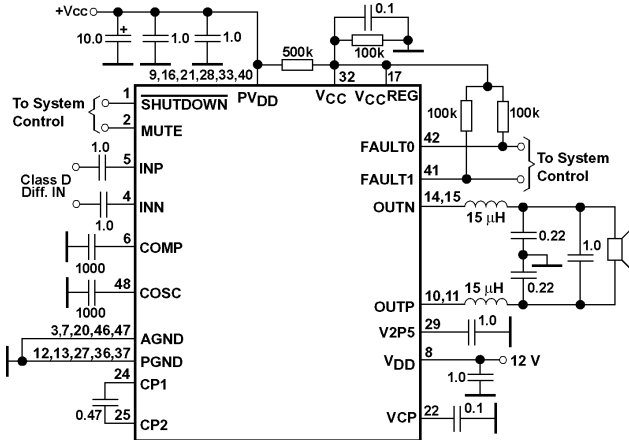 +Vcc
10.0
+
1.0
1.0
500k
0.1
100k
9,16,21,28,33,40
32
17
PVDD
VCC
VCCREG
1
To System
Control
SHUTDOWN
2
MUTE
100k
100k
42
FAULT0
To System
Control
41
FAULT1
1.0
5
INP
Class D
Diff. IN
4
INN
1.0
14,15
OUTN
15 µH
0.22
1.0
6
COMP
1000
0.22
48
COSC
1000
15 µH
10,11
OUTP
29
V2P5
1.0
3,7,20,46,47
AGND
12,13,27,36,37
PGND
8
VDD
12 V
1.0
24
CP1
0.47
25
CP2
22
VCP
0.1